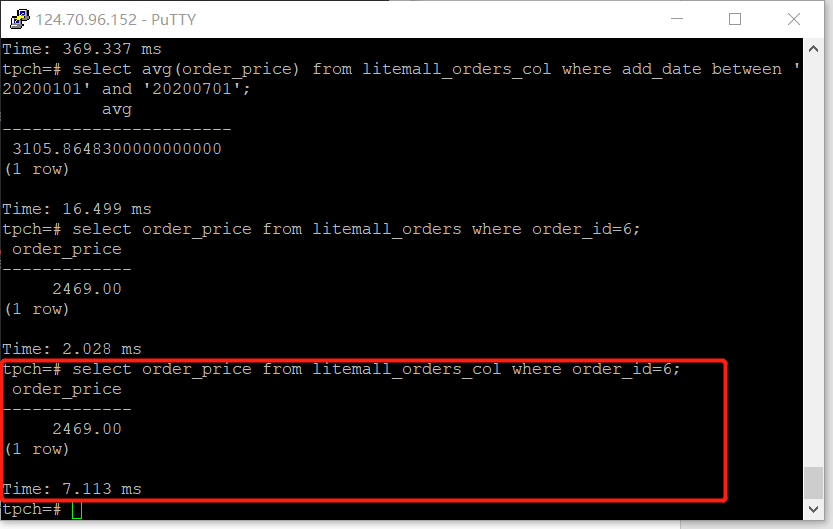 124.70.96.152 - PuTTY
Time: 369.337 ms
tpch=# select avg(order_price) from litemall_orders_col where add_date between '
20200101' and '20200701';
avg
-----------------------
3105.8648300000000000
(1 row)
Time: 16.499 ms
tpch=# select order_price from litemall_orders where order_id=6;
order_price
-------------
2469.00
(1 row)
Time: 2.028 ms
tpch=# select order_price from litemall_orders_col where order_id=6;
order_price
-------------
2469.00
(1 row)
Time: 7.113 ms
tpch=#